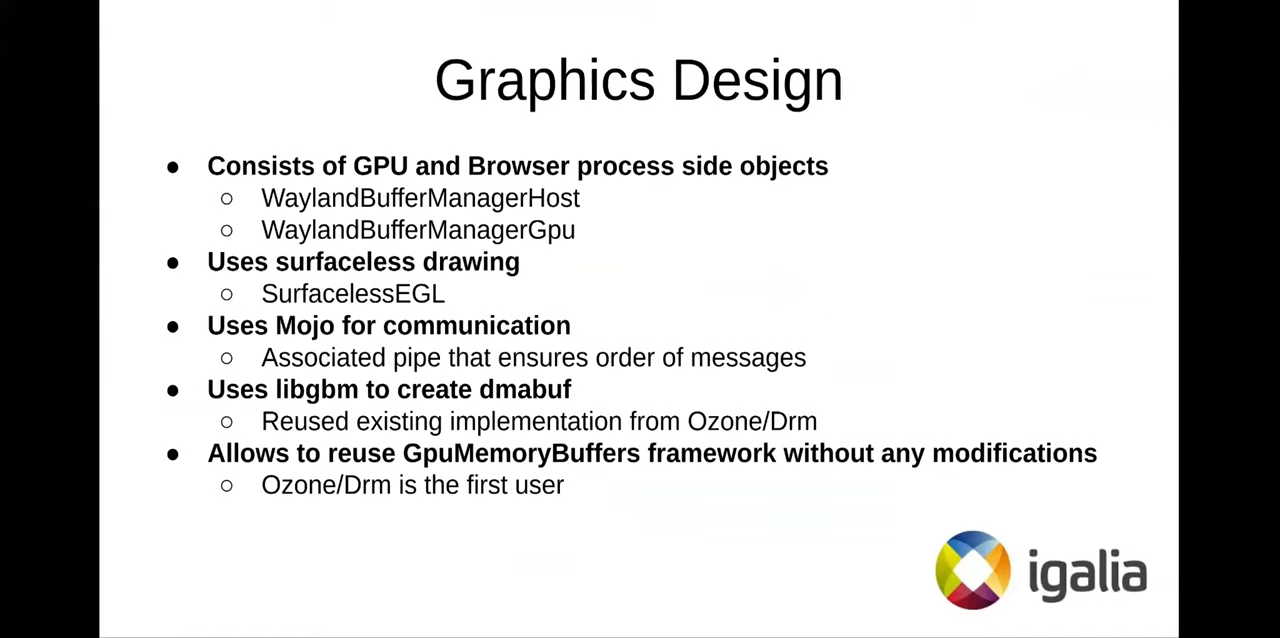 Graphics Design
● Consists of GPU and Browser process side objects
○ WaylandBufferManagerHost
○ WaylandBufferManagerGpu
● Uses surfaceless drawing
○ SurfacelessEGL
● Uses Mojo for communication
○ Associated pipe that ensures order of messages
● Uses libgbm to create dmabuf
○ Reused existing implementation from Ozone/Drm
● Allows to reuse GpuMemoryBuffers framework without any modifications
○ Ozone/Drm is the first user
igalia